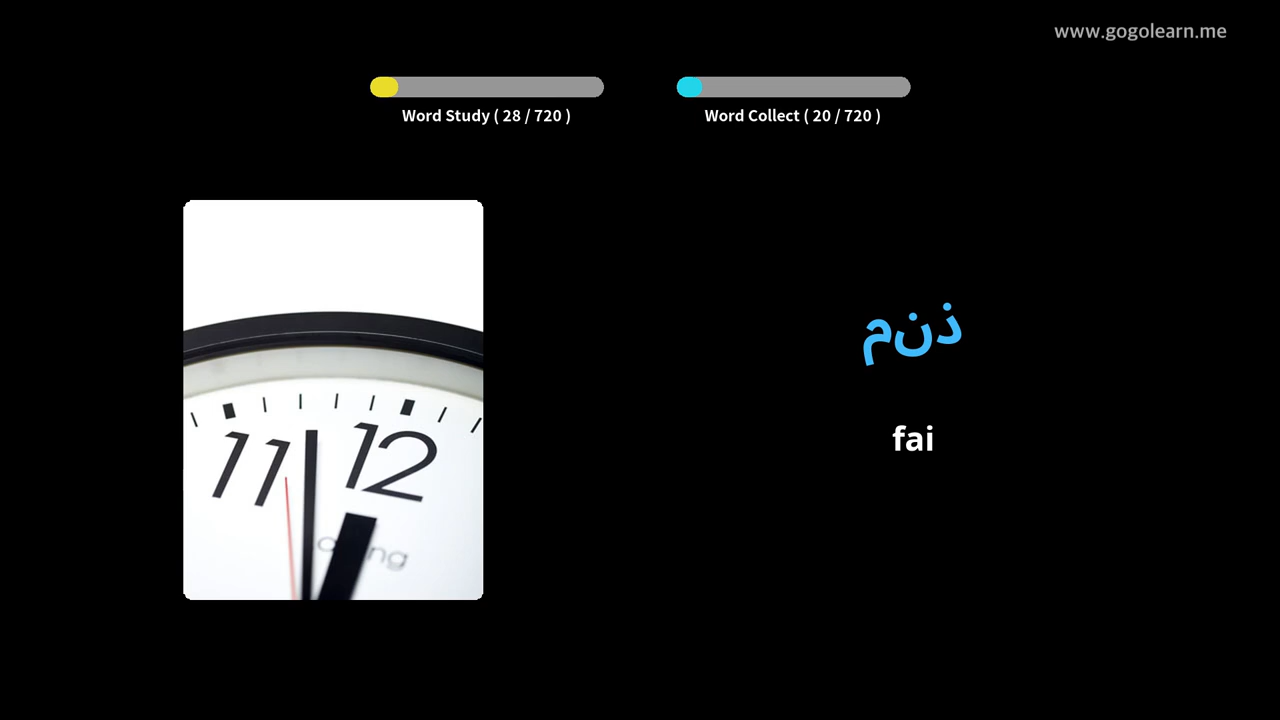 www.gogolearn.me
Word Study ( 28 / 720 )
Word Collect ( 20 / 720 )
11 12
منذ
fai